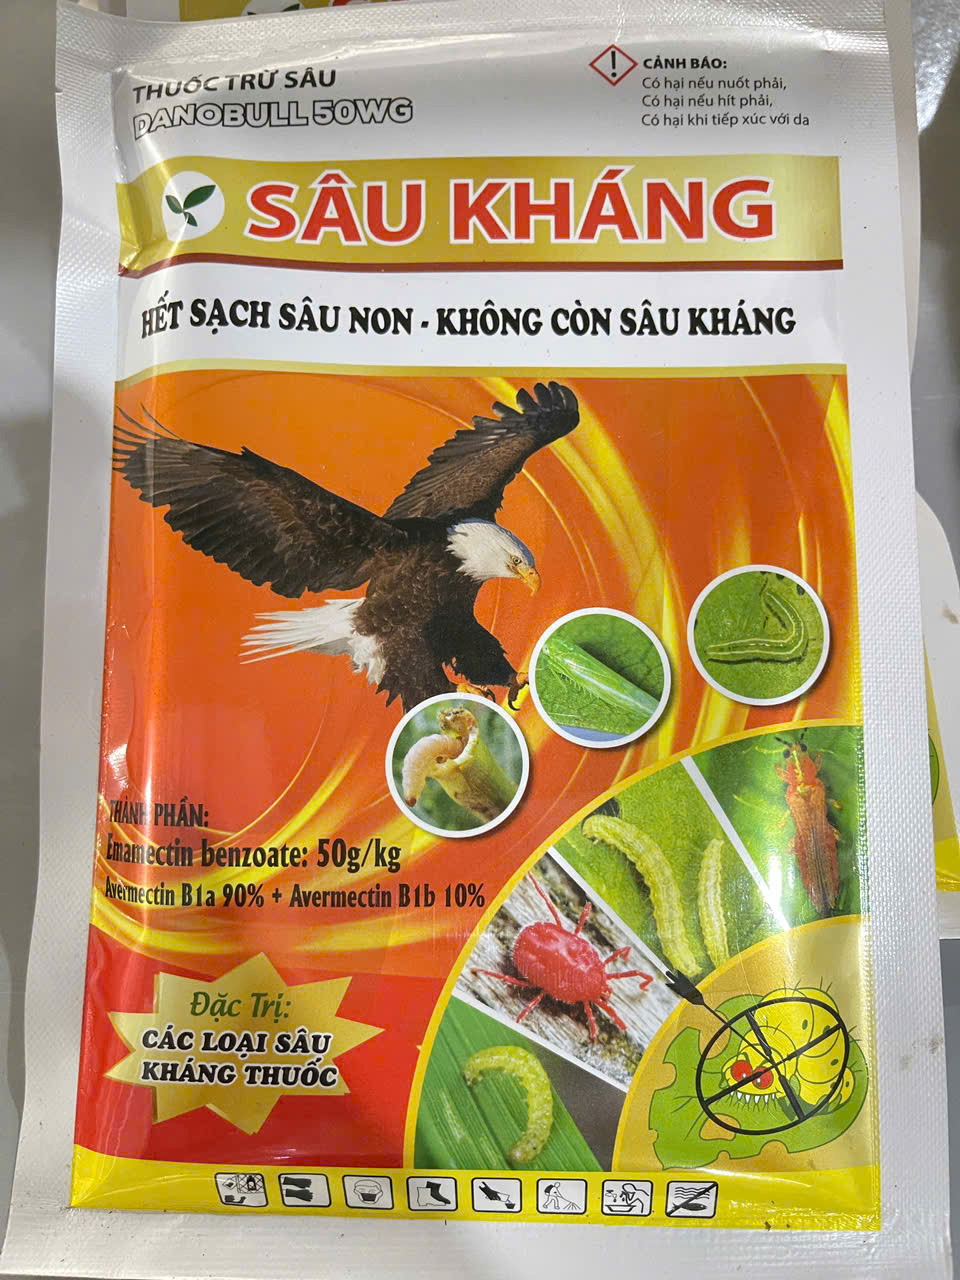 THUỐC TRỪ SÂU
DANOBULL 50WG
CẢNH BÁO:
Có hại nếu nuốt phải,
Có hại nếu hít phải,
Có hại khi tiếp xúc với da
SÂU KHÁNG
HẾT SẠCH SÂU NON - KHÔNG CÒN SÂU KHÁNG
THÀNH PHẦN:
Emamectin benzoate: 50g/kg
Avermectin B1a 90% + Avermectin B1b 10%
Đặc Trị:
CÁC LOẠI SÂU
KHÁNG THUỐC